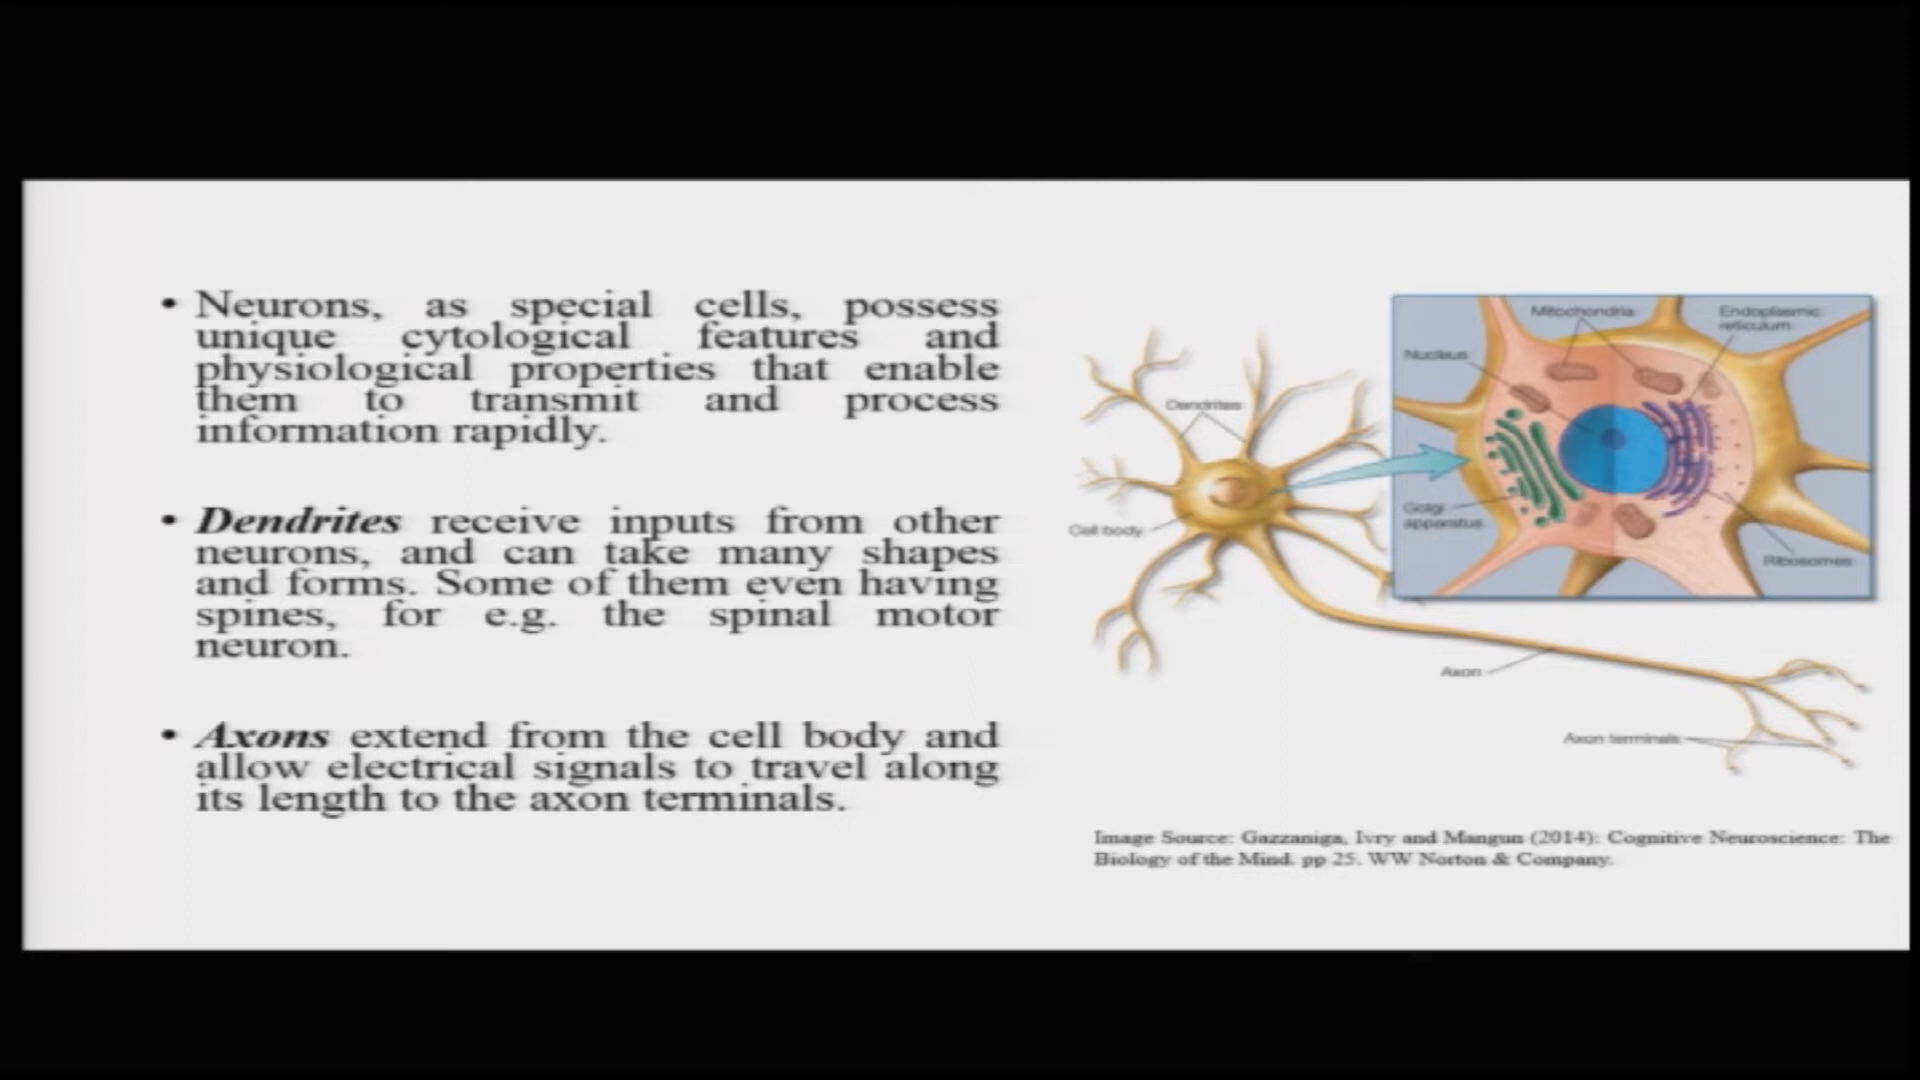 • Neurons, as special cells, possess
unique cytological features and
physiological properties that enable
them to transmit and process
information rapidly.
• Dendrites receive inputs from other
neurons, and can take many shapes
and forms. Some of them even having
spines, for e.g. the spinal motor
neuron.
• Axons extend from the cell body and
allow electrical signals to travel along
its length to the axon terminals.
Mitochondria
Endoplasmic
reticulum
Nucleus
Dendrites
Golgi
apparatus
Cell body
Ribosomes
Axon
Axon terminals
Image Source: Gazzaniga, Ivry and Mangun (2014): Cognitive Neuroscience: The
Biology of the Mind. pp 25. WW Norton & Company.